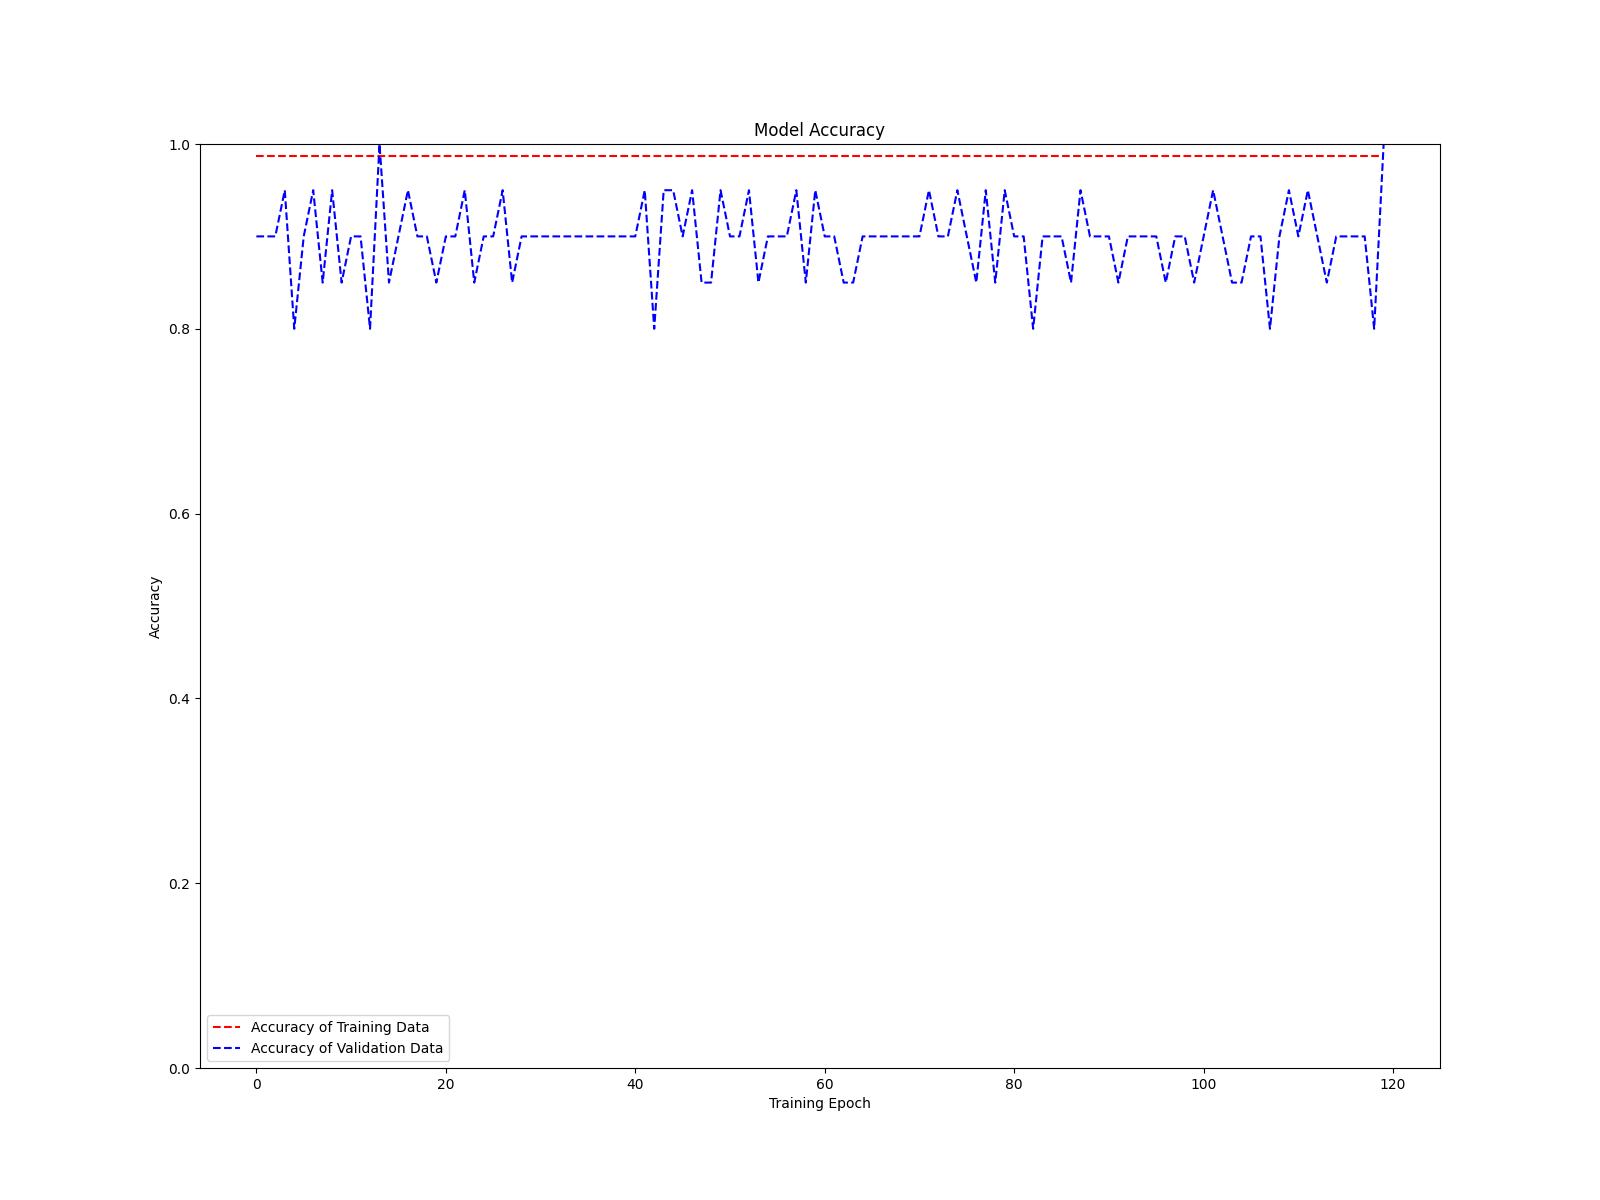 Model Accuracy
1.0
0.8
0.6
0.4
0.2
0.0
Accuracy
Accuracy of Training Data
Accuracy of Validation Data
0 20 40 60 80 100 120
Training Epoch